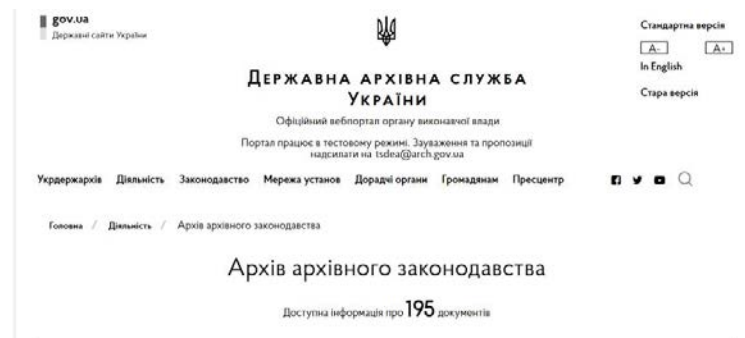 gov.ua
Державні сайти України
Стандартна версія
A-
A+
In English
Стара версія
Державна архівна служба
України
Офіційний вебпортал органу виконавчої влади
Портал працює в тестовому режимі. Зауваження та пропозиції
надсилати на tsdea@arch.gov.ua
Укрдержархів Діяльність Законодавство Мережа установ Дорадчі органи Громадянам Пресцентр
Головна / Діяльність / Архів архівного законодавства
Архів архівного законодавства
Доступна інформація про 195 документів